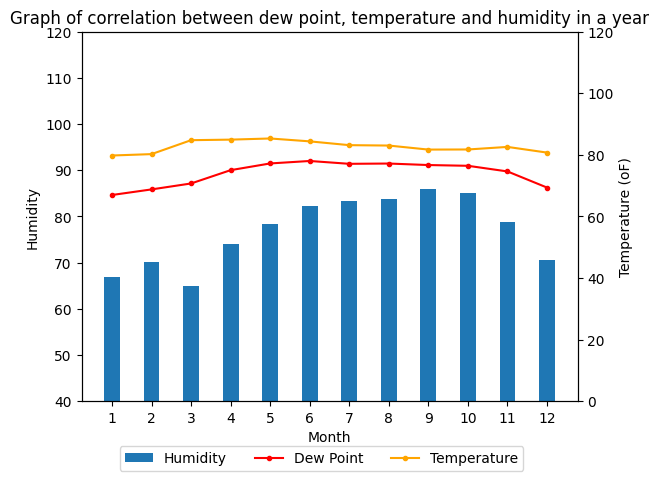 Graph of correlation between dew point, temperature and humidity in a year
120
110
100
90
80
70
60
50
40
Humidity
120
100
80
60
40
20
0
Temperature (oF)
1 2 3 4 5 6 7 8 9 10 11 12
Month
Humidity Dew Point Temperature